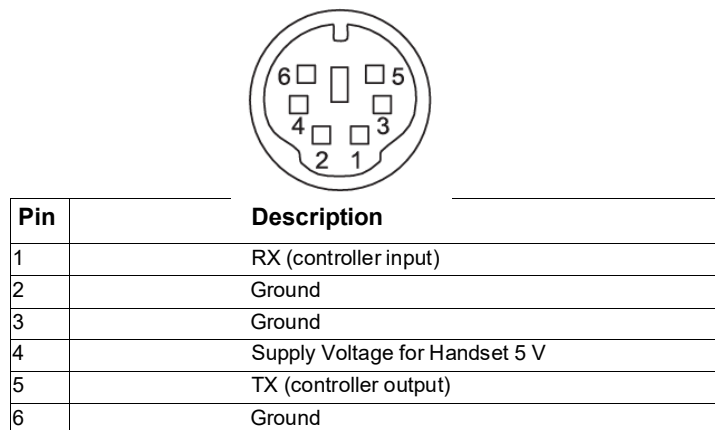 6 5
4 3
2 1
Pin Description
1 RX (controller input)
2 Ground
3 Ground
4 Supply Voltage for Handset 5 V
5 TX (controller output)
6 Ground